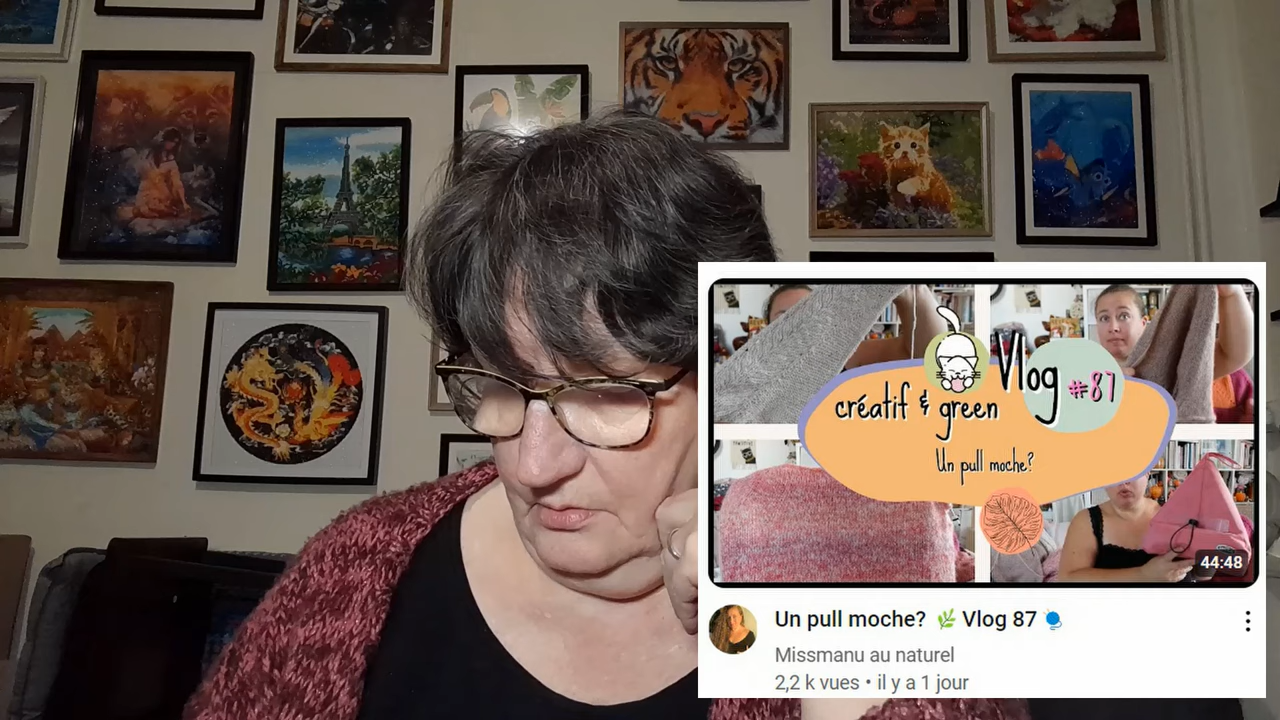 créatif & green
Vlog
#87
Un pull moche?
44:48
Un pull moche? 🌿 Vlog 87 🧶
Missmanu au naturel
2,2 k vues • il y a 1 jour